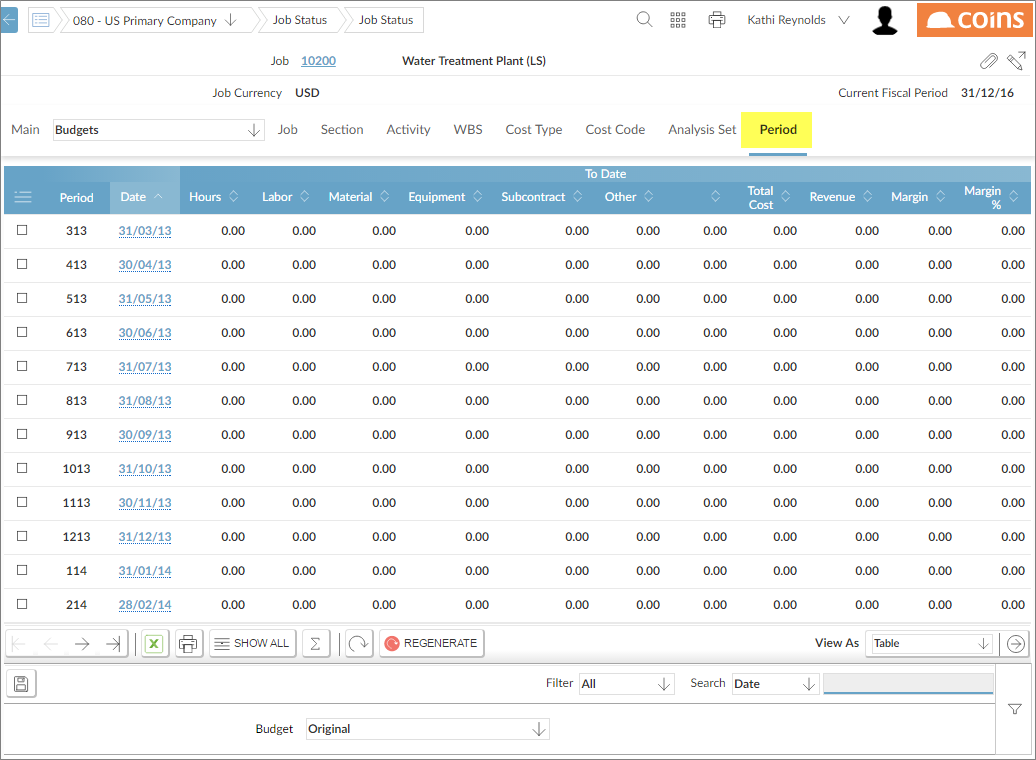 080 - US Primary Company Job Status Job Status Kathi Reynolds COINS
Job 10200 Water Treatment Plant (LS)
Job Currency USD Current Fiscal Period 31/12/16
Main Budgets Job Section Activity WBS Cost Type Cost Code Analysis Set Period
To Date
Period Date Hours Labor Material Equipment Subcontract Other Total Cost Revenue Margin Margin %
313 31/03/13 0.00 0.00 0.00 0.00 0.00 0.00 0.00 0.00 0.00 0.00 0.00
413 30/04/13 0.00 0.00 0.00 0.00 0.00 0.00 0.00 0.00 0.00 0.00 0.00
513 31/05/13 0.00 0.00 0.00 0.00 0.00 0.00 0.00 0.00 0.00 0.00 0.00
613 30/06/13 0.00 0.00 0.00 0.00 0.00 0.00 0.00 0.00 0.00 0.00 0.00
713 31/07/13 0.00 0.00 0.00 0.00 0.00 0.00 0.00 0.00 0.00 0.00 0.00
813 31/08/13 0.00 0.00 0.00 0.00 0.00 0.00 0.00 0.00 0.00 0.00 0.00
913 30/09/13 0.00 0.00 0.00 0.00 0.00 0.00 0.00 0.00 0.00 0.00 0.00
1013 31/10/13 0.00 0.00 0.00 0.00 0.00 0.00 0.00 0.00 0.00 0.00 0.00
1113 30/11/13 0.00 0.00 0.00 0.00 0.00 0.00 0.00 0.00 0.00 0.00 0.00
1213 31/12/13 0.00 0.00 0.00 0.00 0.00 0.00 0.00 0.00 0.00 0.00 0.00
114 31/01/14 0.00 0.00 0.00 0.00 0.00 0.00 0.00 0.00 0.00 0.00 0.00
214 28/02/14 0.00 0.00 0.00 0.00 0.00 0.00 0.00 0.00 0.00 0.00 0.00
X SHOW ALL Σ REGENERATE View As Table
Filter All Search Date
Budget Original